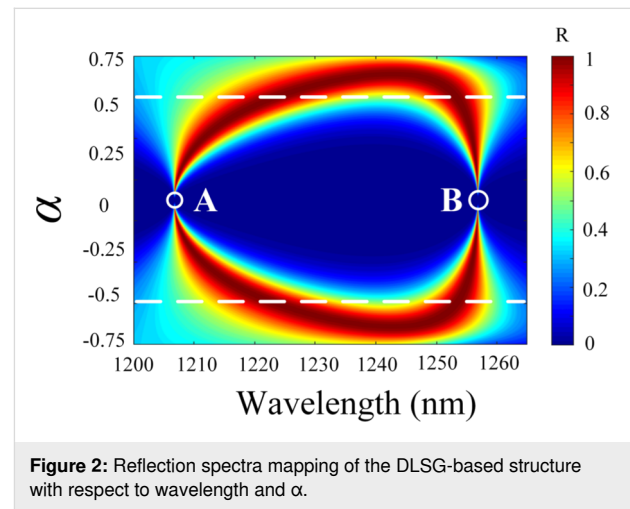 R
0.75
0.5
0.25
0
-0.25
-0.5
-0.75
α
A
B
1
0.8
0.6
0.4
0.2
0
1200 1210 1220 1230 1240 1250 1260
Wavelength (nm)
Figure 2: Reflection spectra mapping of the DLSG-based structure
with respect to wavelength and α.